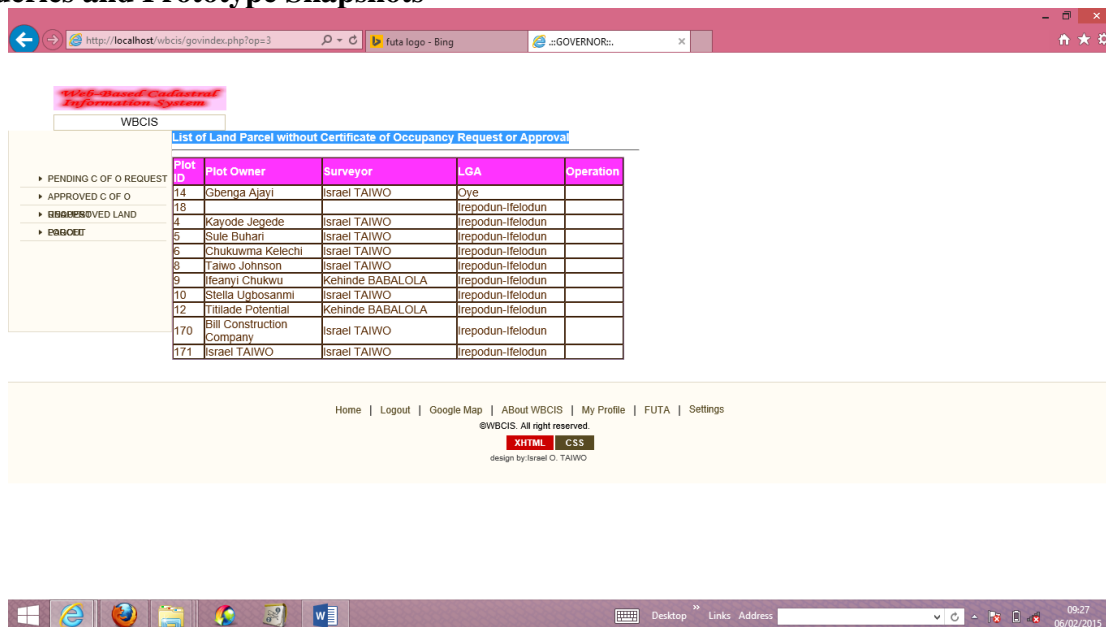 eries and Prototype Snapshots
http://localhost/wbcis/govindex.php?op=3
futa logo - Bing
.::GOVERNOR::.
Web-Based Cadastral
Information System
WBCIS
List of Land Parcel without Certificate of Occupancy Request or Approval
PENDING C OF O REQUEST
APPROVED C OF O
LAND
Plot ID Plot Owner Surveyor LGA Operation
14 Gbenga Ajayi Israel TAIWO Oye
18 Irepodun-Ifelodun
4 Kayode Jegede Israel TAIWO Irepodun-Ifelodun
5 Sule Buhari Israel TAIWO Irepodun-Ifelodun
6 Chukuwma Kelechi Israel TAIWO Irepodun-Ifelodun
8 Taiwo Johnson Israel TAIWO Irepodun-Ifelodun
9 Ifeanyi Chukwu Kehinde BABALOLA Irepodun-Ifelodun
10 Stella Ugbosanmi Israel TAIWO Irepodun-Ifelodun
12 Titilade Potential Kehinde BABALOLA Irepodun-Ifelodun
170 Bill Construction Company Israel TAIWO Irepodun-Ifelodun
171 Israel TAIWO Israel TAIWO Irepodun-Ifelodun
Home | Logout | Google Map | ABout WBCIS | My Profile | FUTA | Settings
©WBCIS. All right reserved.
XHTML CSS
design by:Israel O. TAIWO
Desktop Links Address
09:27
06/02/2015